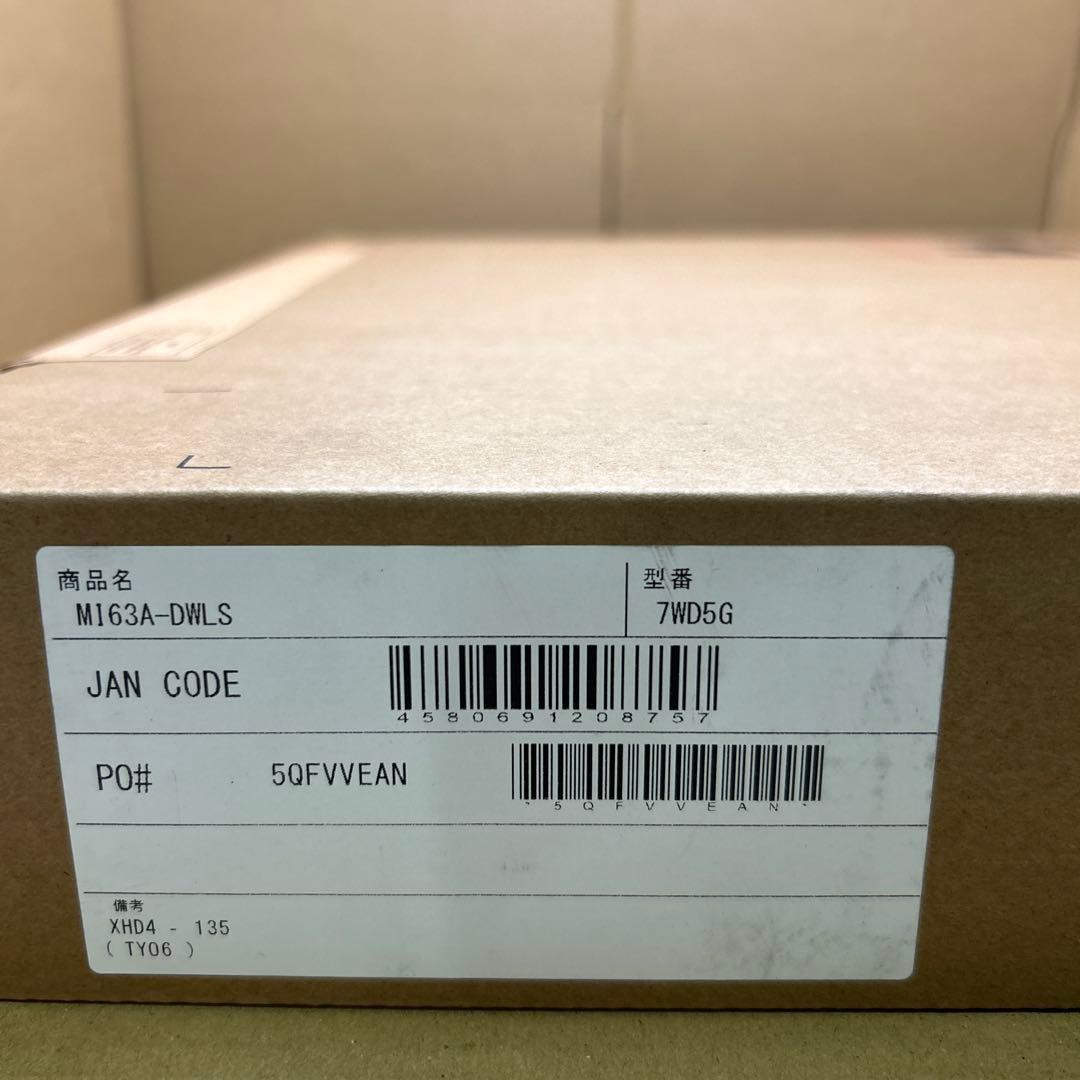 商品名
MI63A-DWLS
型番
7WD5G
JAN CODE
4580691208757
PO#
5QFVVEAN
*5QFVVEAN*
備考
XHD4 - 135
( TY06 )